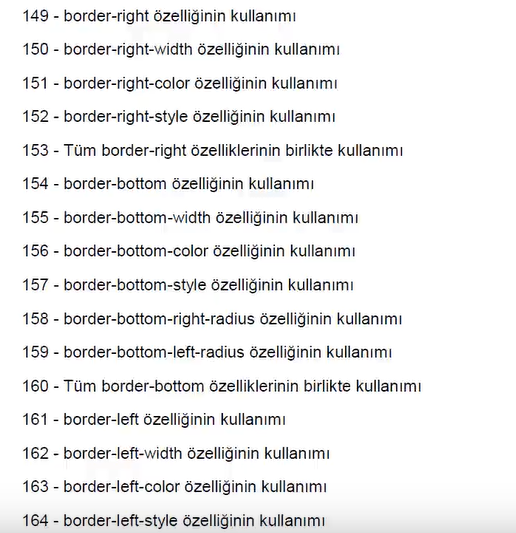 149 - border-right özelliğinin kullanımı
150 - border-right-width özelliğinin kullanımı
151 - border-right-color özelliğinin kullanımı
152 - border-right-style özelliğinin kullanımı
153 - Tüm border-right özelliklerinin birlikte kullanımı
154 - border-bottom özelliğinin kullanımı
155 - border-bottom-width özelliğinin kullanımı
156 - border-bottom-color özelliğinin kullanımı
157 - border-bottom-style özelliğinin kullanımı
158 - border-bottom-right-radius özelliğinin kullanımı
159 - border-bottom-left-radius özelliğinin kullanımı
160 - Tüm border-bottom özelliklerinin birlikte kullanımı
161 - border-left özelliğinin kullanımı
162 - border-left-width özelliğinin kullanımı
163 - border-left-color özelliğinin kullanımı
164 - border-left-style özelliğinin kullanımı